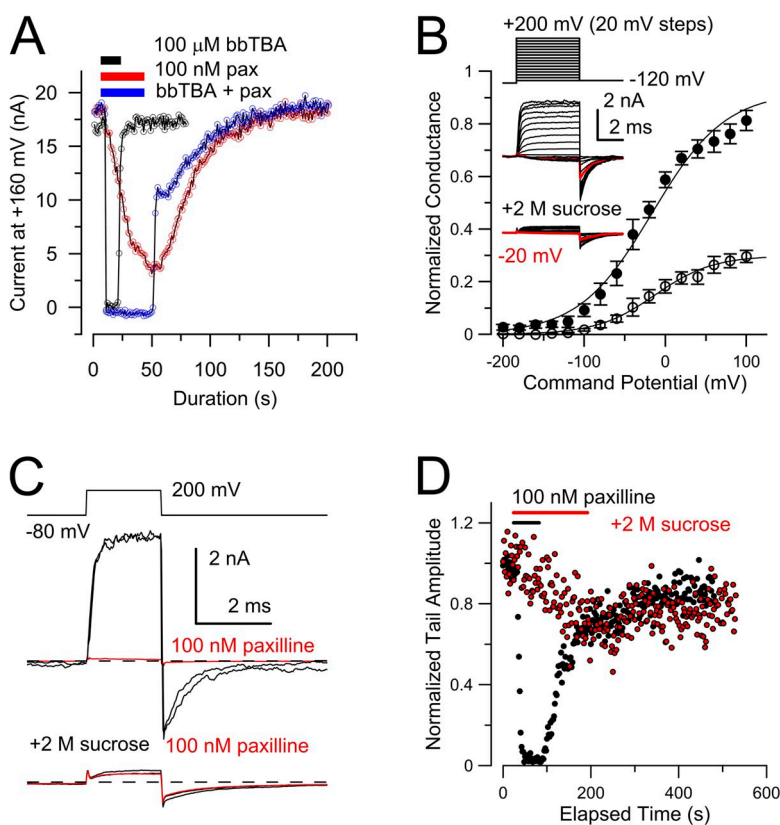 A
100 μM bbTBA
100 nM pax
bbTBA + pax
Current at +160 mV (nA)
20
15
10
5
0
0 50 100 150 200
Duration (s)
B
+200 mV (20 mV steps)
-120 mV
2 nA
2 ms
+2 M sucrose
-20 mV
Normalized Conductance
1
0.8
0.6
0.4
0.2
0
-200 -100 0 100
Command Potential (mV)
C
200 mV
-80 mV
2 nA
2 ms
100 nM paxilline
+2 M sucrose 100 nM paxilline
D
100 nM paxilline
+2 M sucrose
Normalized Tail Amplitude
1.2
0.8
0.4
0
0 200 400 600
Elapsed Time (s)